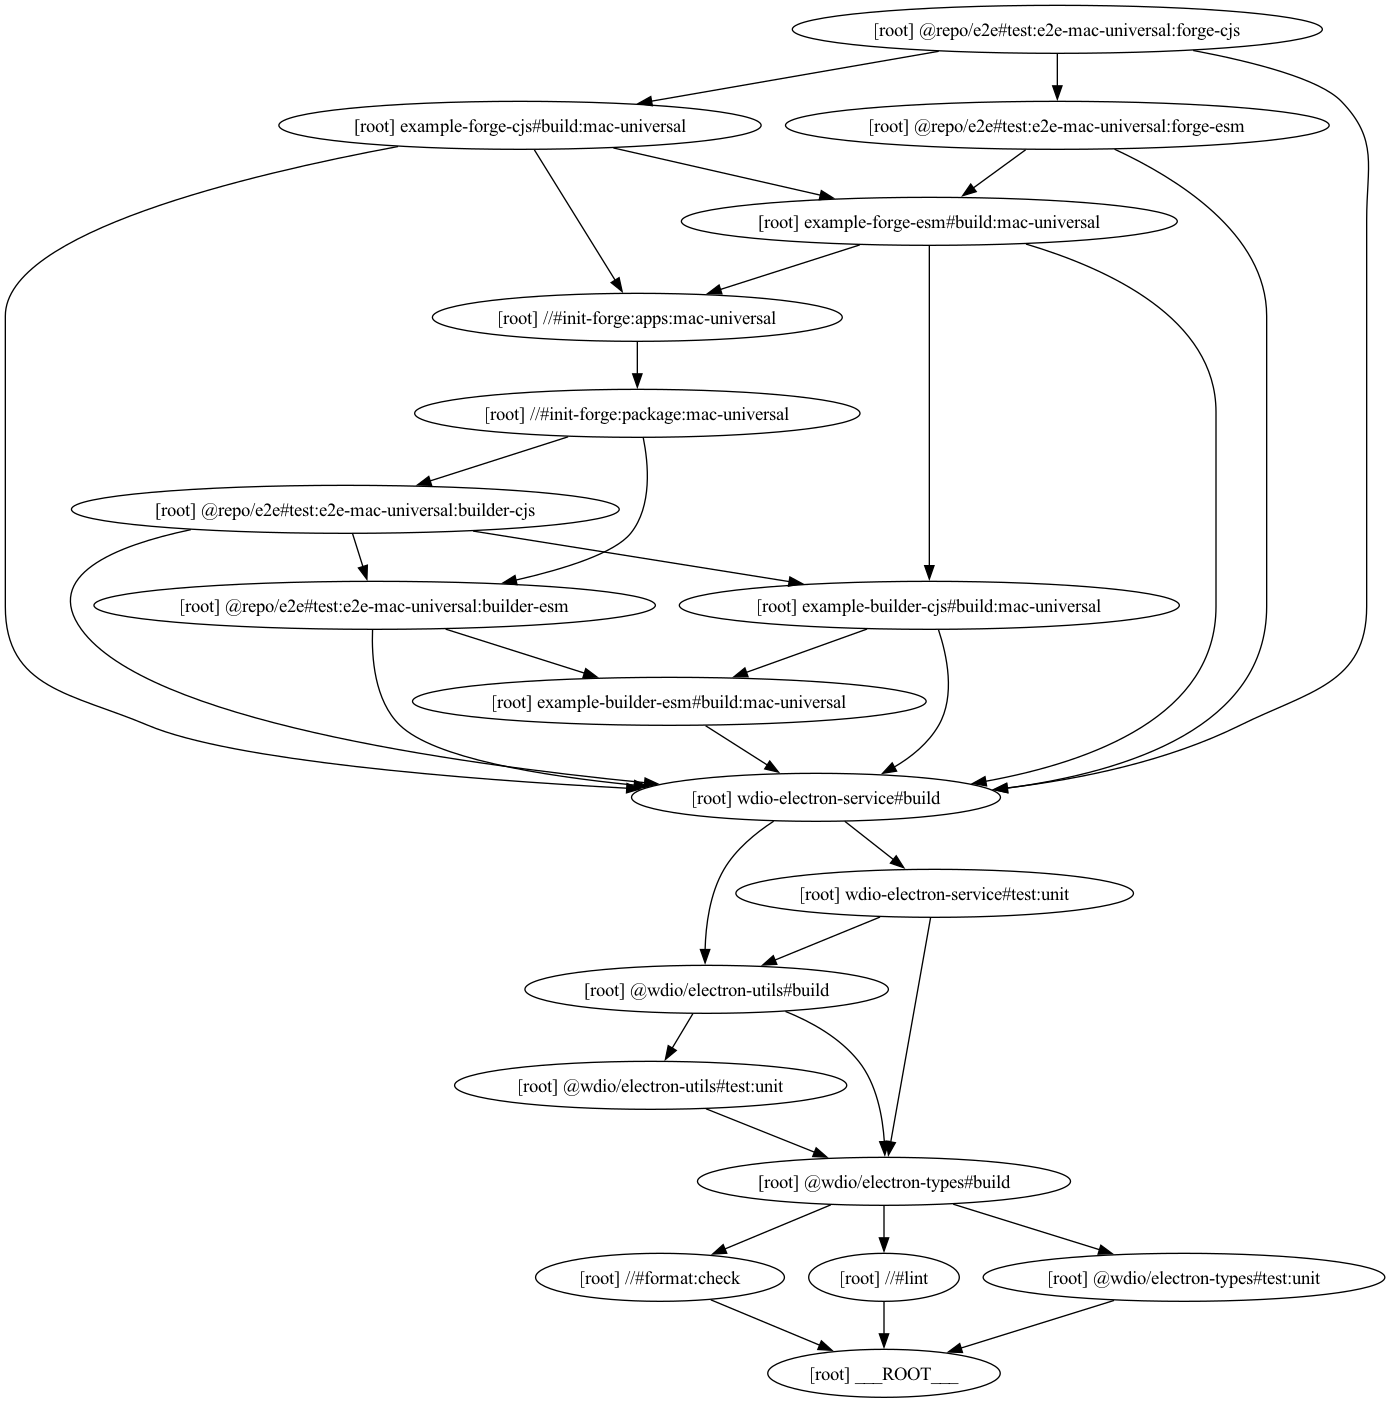 [root] @repo/e2e#test:e2e-mac-universal:forge-cjs
[root] example-forge-cjs#build:mac-universal
[root] @repo/e2e#test:e2e-mac-universal:forge-esm
[root] example-forge-esm#build:mac-universal
[root] //#init-forge:apps:mac-universal
[root] //#init-forge:package:mac-universal
[root] @repo/e2e#test:e2e-mac-universal:builder-cjs
[root] @repo/e2e#test:e2e-mac-universal:builder-esm
[root] example-builder-cjs#build:mac-universal
[root] example-builder-esm#build:mac-universal
[root] wdio-electron-service#build
[root] wdio-electron-service#test:unit
[root] @wdio/electron-utils#build
[root] @wdio/electron-utils#test:unit
[root] @wdio/electron-types#build
[root] //#format:check
[root] //#lint
[root] @wdio/electron-types#test:unit
[root] ___ROOT___